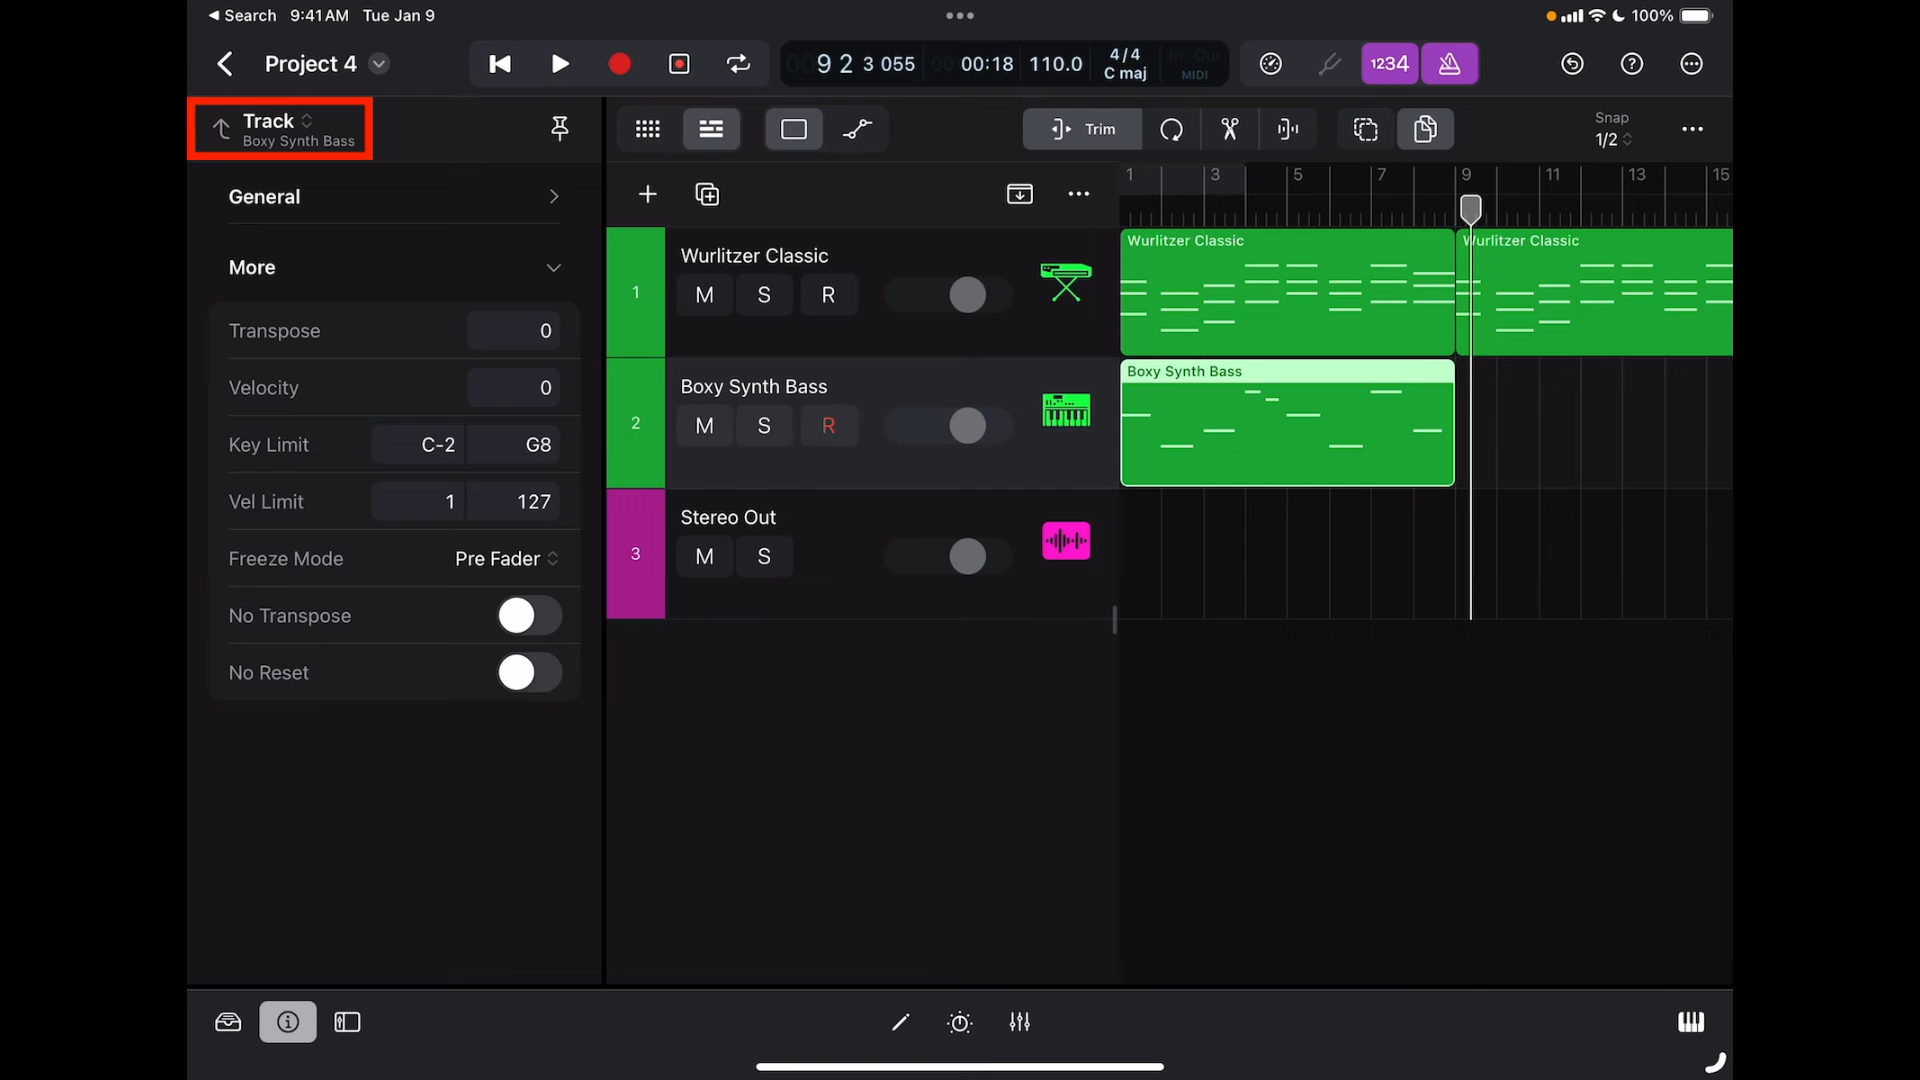 Search 9:41 AM Tue Jan 9
100%
Project 4
9 2 3 055
00:18
110.0
4/4
C maj
In Out
MIDI
1234
Track
Boxy Synth Bass
Trim
Snap
1/2
General
More
Transpose 0
Velocity 0
Key Limit C-2 G8
Vel Limit 1 127
Freeze Mode Pre Fader
No Transpose
No Reset
1 3 5 7 9 11 13 15
1
Wurlitzer Classic
M S R
Wurlitzer Classic
Wurlitzer Classic
2
Boxy Synth Bass
M S R
Boxy Synth Bass
3
Stereo Out
M S